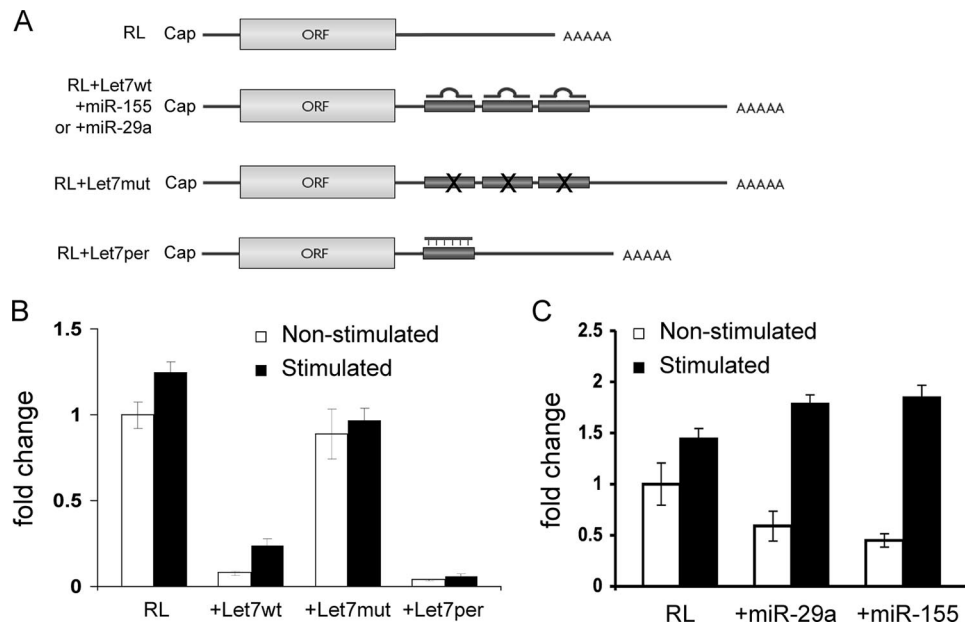 A
RL Cap ORF AAAAA
RL+Let7wt
+miR-155
or +miR-29a
Cap ORF AAAAA
RL+Let7mut Cap ORF X X X AAAAA
RL+Let7per Cap ORF AAAAA
B
fold change
1.5
1
0.5
0
Non-stimulated
Stimulated
RL +Let7wt +Let7mut +Let7per
C
fold change
2.5
2
1.5
1
0.5
0
Non-stimulated
Stimulated
RL +miR-29a +miR-155